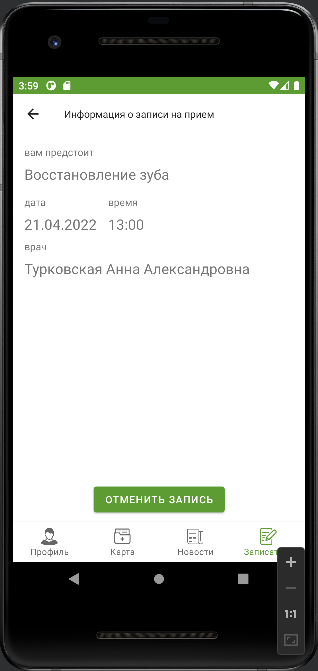 3:59
Информация о записи на прием
вам предстоит
Восстановление зуба
дата время
21.04.2022 13:00
врач
Турковская Анна Александровна
ОТМЕНИТЬ ЗАПИСЬ
Профиль Карта Новости
1:1